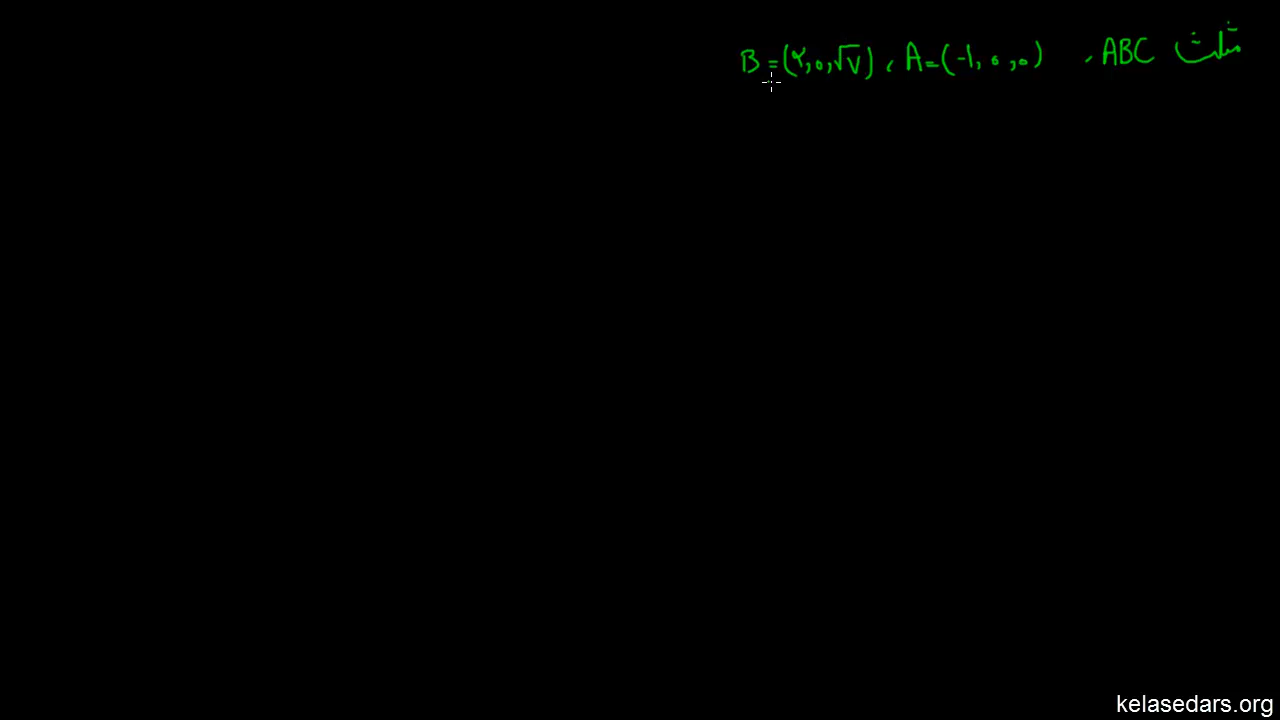 مثلث ABC ، A=(-۱,۰,۰) ، B=(۲,۰,√۷)
kelasedars.org